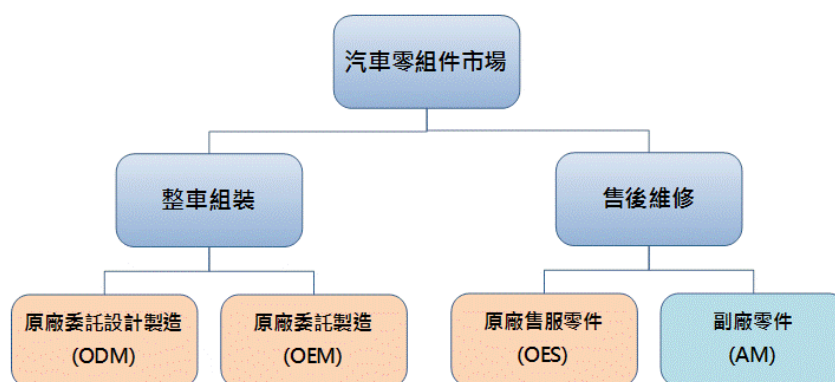 汽車零組件市場
整車組裝
售後維修
原廠委託設計製造
(ODM)
原廠委託製造
(OEM)
原廠售服零件
(OES)
副廠零件
(AM)